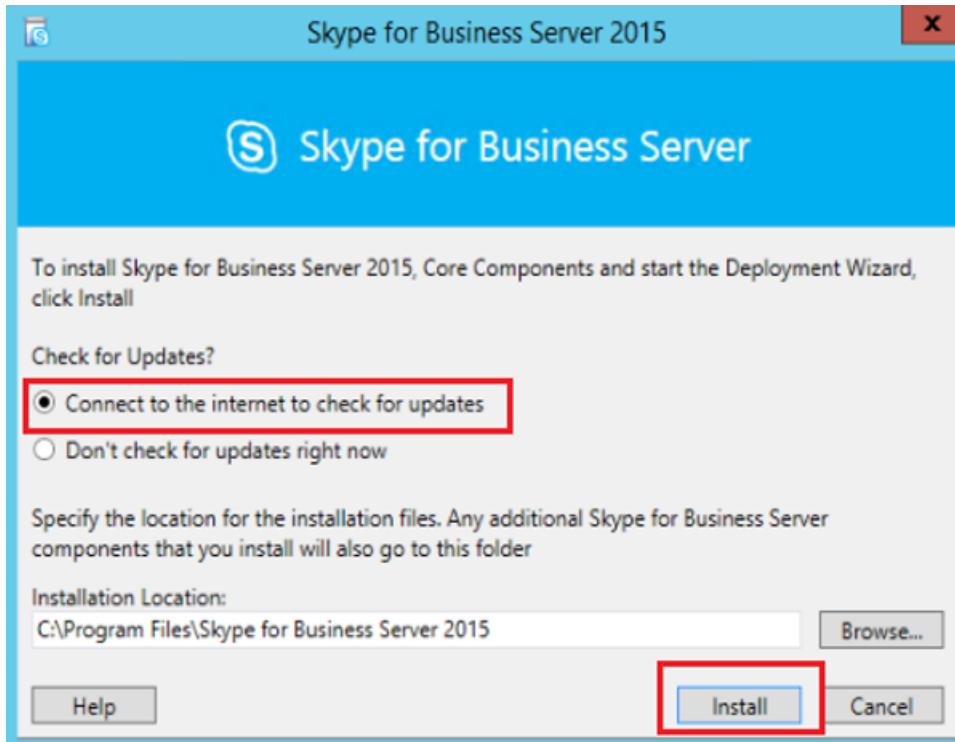 Skype for Business Server 2015
Skype for Business Server
To install Skype for Business Server 2015, Core Components and start the Deployment Wizard,
click Install
Check for Updates?
Connect to the internet to check for updates
Don't check for updates right now
Specify the location for the installation files. Any additional Skype for Business Server
components that you install will also go to this folder
Installation Location:
C:\Program Files\Skype for Business Server 2015
Browse...
Help
Install
Cancel